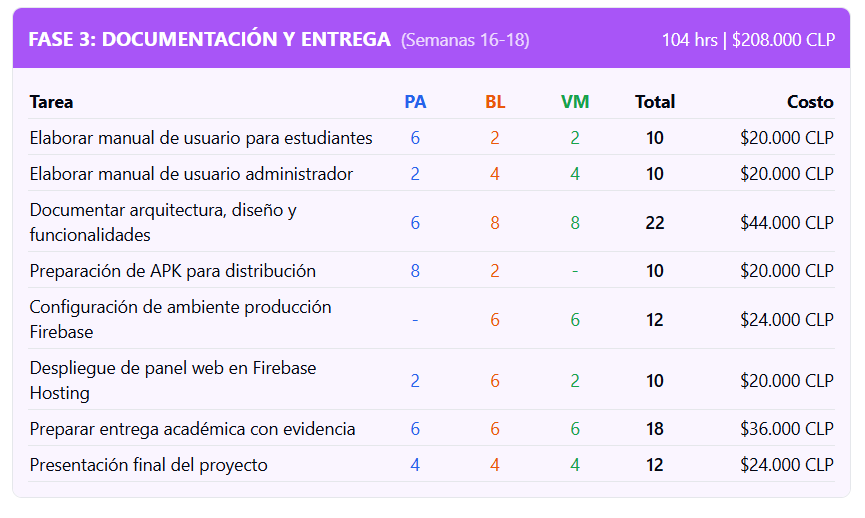 FASE 3: DOCUMENTACIÓN Y ENTREGA (Semanas 16-18) 104 hrs | $208.000 CLP
Tarea PA BL VM Total Costo
Elaborar manual de usuario para estudiantes 6 2 2 10 $20.000 CLP
Elaborar manual de usuario administrador 2 4 4 10 $20.000 CLP
Documentar arquitectura, diseño y
funcionalidades 6 8 8 22 $44.000 CLP
Preparación de APK para distribución 8 2 - 10 $20.000 CLP
Configuración de ambiente producción
Firebase - 6 6 12 $24.000 CLP
Despliegue de panel web en Firebase
Hosting 2 6 2 10 $20.000 CLP
Preparar entrega académica con evidencia 6 6 6 18 $36.000 CLP
Presentación final del proyecto 4 4 4 12 $24.000 CLP